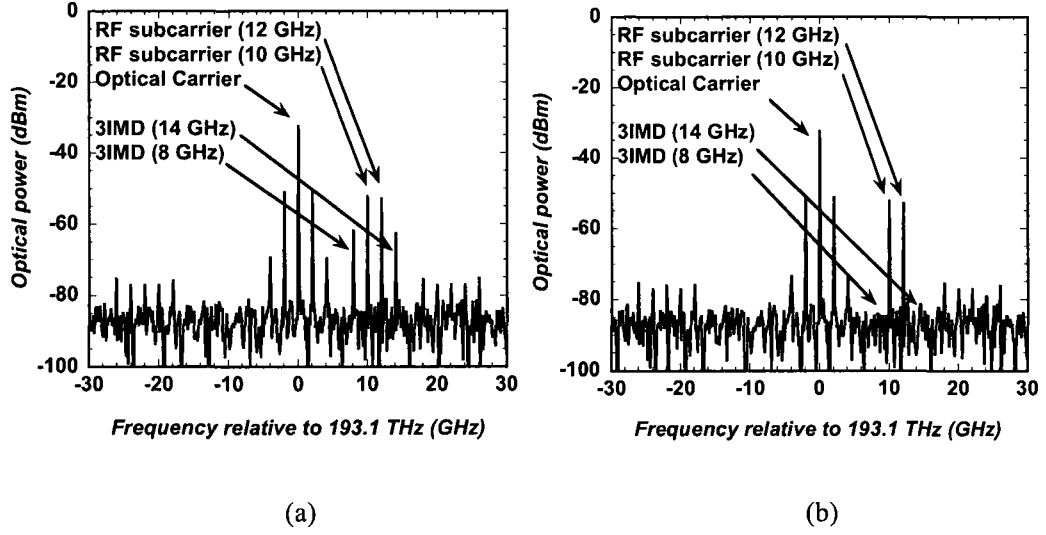 0
-20
-40
-60
-80
-100
Optical power (dBm)
RF subcarrier (12 GHz)
RF subcarrier (10 GHz)
Optical Carrier
3IMD (14 GHz)
3IMD (8 GHz)
-30 -20 -10 0 10 20 30
Frequency relative to 193.1 THz (GHz)
(a)
0
-20
-40
-60
-80
-100
Optical power (dBm)
RF subcarrier (12 GHz)
RF subcarrier (10 GHz)
Optical Carrier
3IMD (14 GHz)
3IMD (8 GHz)
-30 -20 -10 0 10 20 30
Frequency relative to 193.1 THz (GHz)
(b)